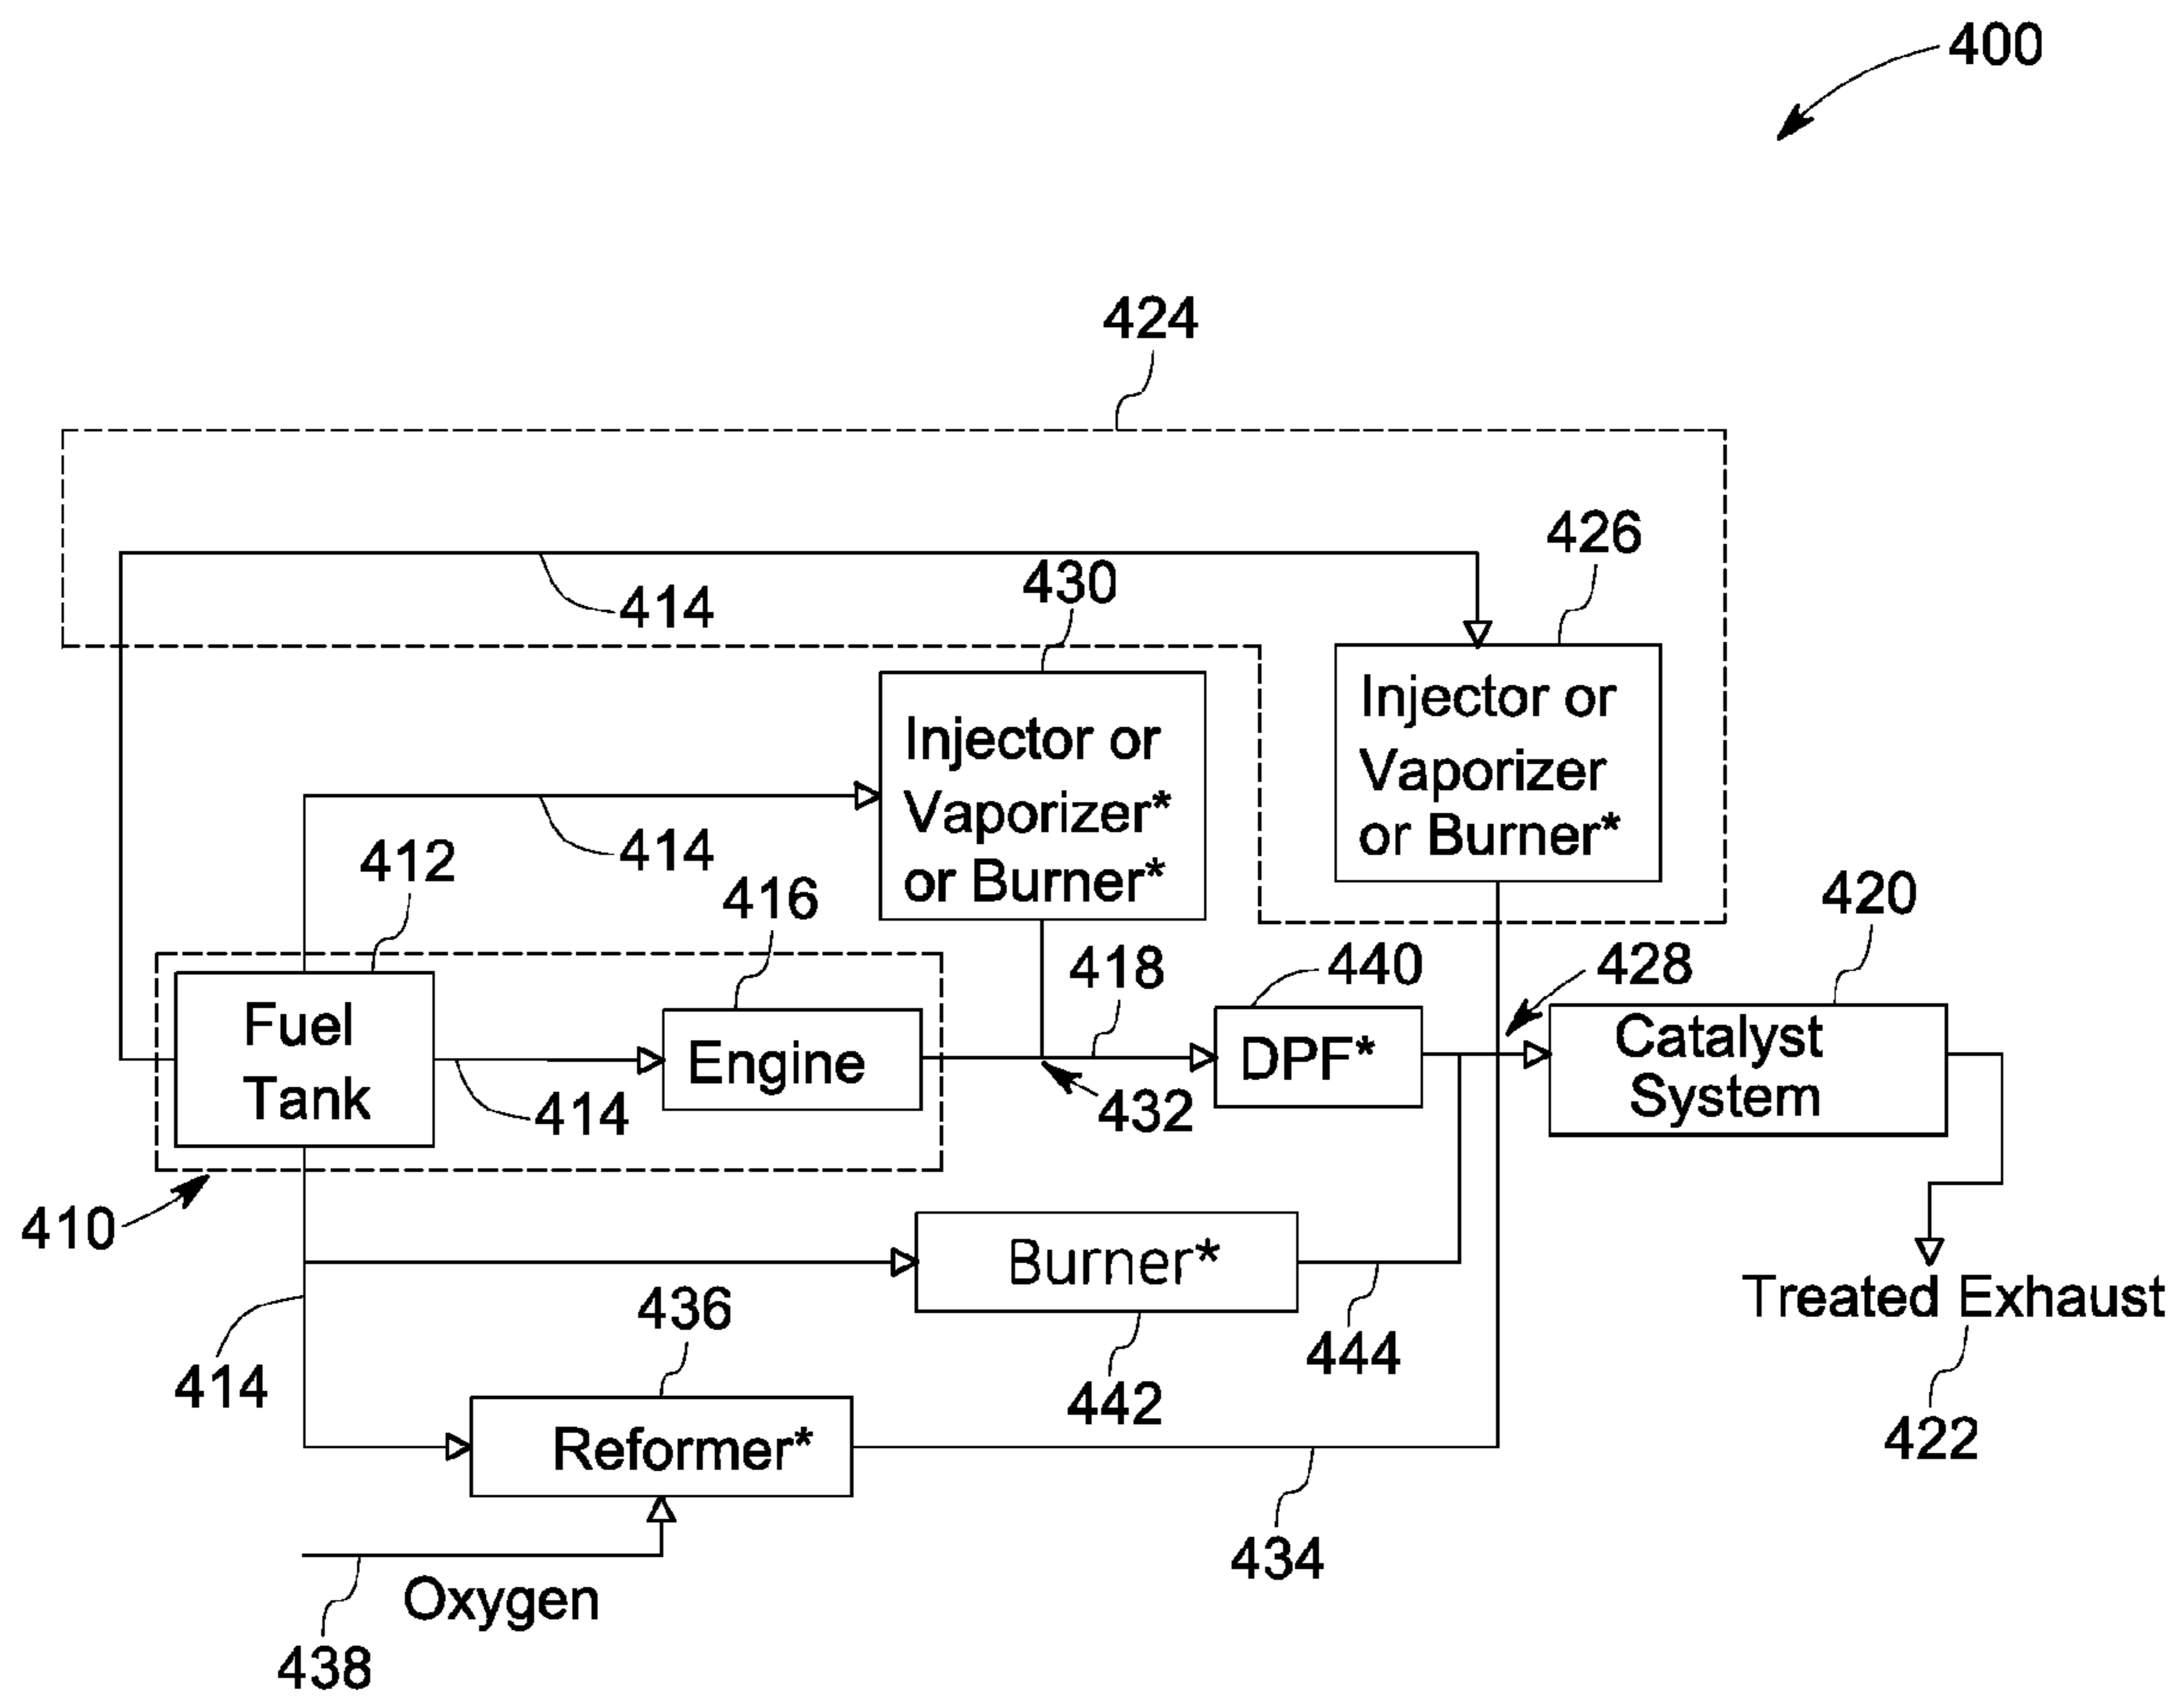 400
424
426
430
414
Injector or
Vaporizer
or Burner*
Injector or
Vaporizer*
or Burner*
414
412
416
420
418
440
428
Fuel
Tank
Engine
DPF*
Catalyst
System
414
432
410
Burner*
436
444
Treated Exhaust
414
442
422
Reformer*
434
Oxygen
438